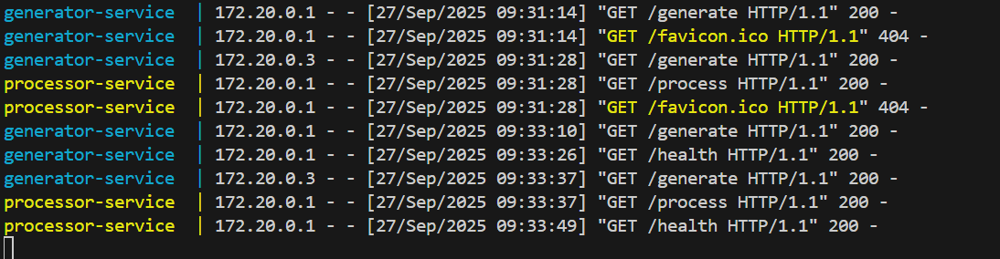 generator-service  | 172.20.0.1 - - [27/Sep/2025 09:31:14] "GET /generate HTTP/1.1" 200 -
generator-service  | 172.20.0.1 - - [27/Sep/2025 09:31:14] "GET /favicon.ico HTTP/1.1" 404 -
generator-service  | 172.20.0.3 - - [27/Sep/2025 09:31:28] "GET /generate HTTP/1.1" 200 -
processor-service  | 172.20.0.1 - - [27/Sep/2025 09:31:28] "GET /process HTTP/1.1" 200 -
processor-service  | 172.20.0.1 - - [27/Sep/2025 09:31:28] "GET /favicon.ico HTTP/1.1" 404 -
generator-service  | 172.20.0.1 - - [27/Sep/2025 09:33:10] "GET /generate HTTP/1.1" 200 -
generator-service  | 172.20.0.1 - - [27/Sep/2025 09:33:26] "GET /health HTTP/1.1" 200 -
generator-service  | 172.20.0.3 - - [27/Sep/2025 09:33:37] "GET /generate HTTP/1.1" 200 -
processor-service  | 172.20.0.1 - - [27/Sep/2025 09:33:37] "GET /process HTTP/1.1" 200 -
processor-service  | 172.20.0.1 - - [27/Sep/2025 09:33:49] "GET /health HTTP/1.1" 200 -